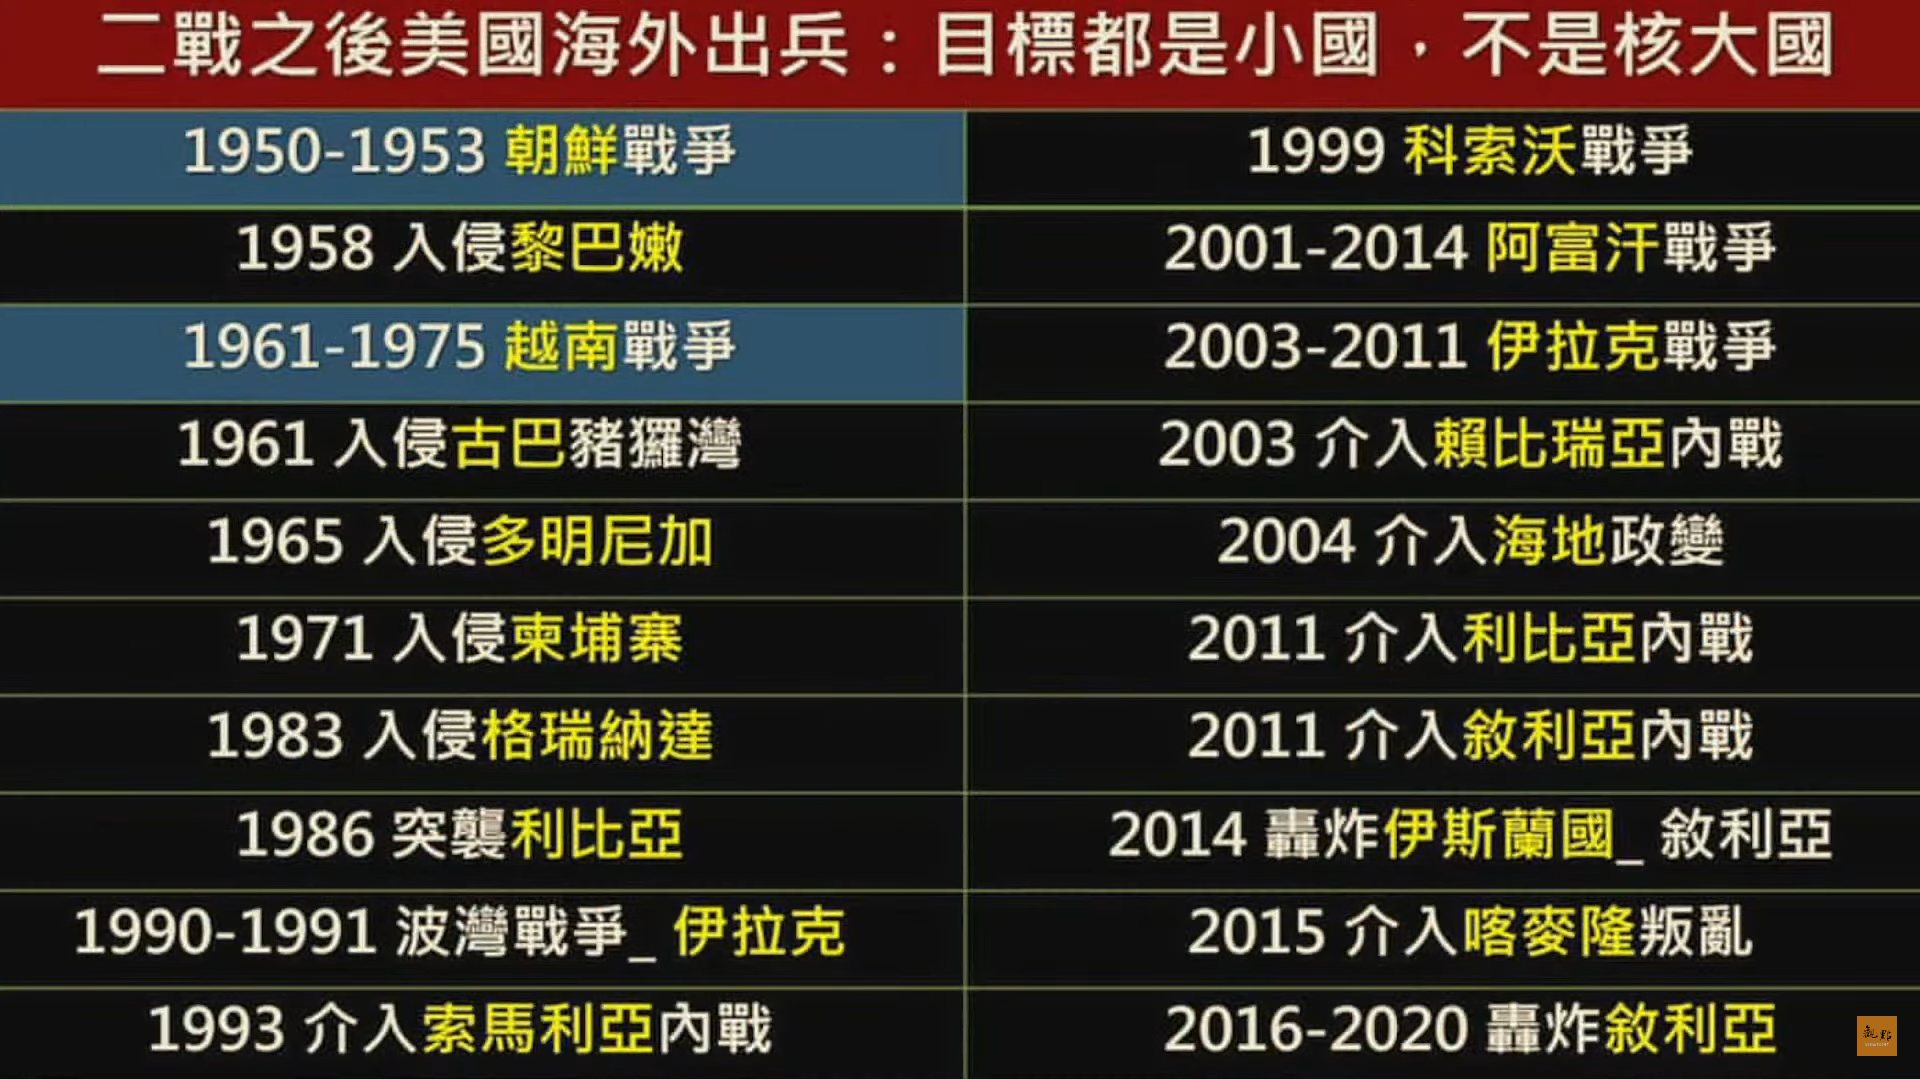 二戰之後美國海外出兵：目標都是小國，不是核大國
1950-1953 朝鮮戰爭
1958 入侵黎巴嫩
1961-1975 越南戰爭
1961 入侵古巴豬玀灣
1965 入侵多明尼加
1971 入侵柬埔寨
1983 入侵格瑞納達
1986 突襲利比亞
1990-1991 波灣戰爭_ 伊拉克
1993 介入索馬利亞內戰
1999 科索沃戰爭
2001-2014 阿富汗戰爭
2003-2011 伊拉克戰爭
2003 介入賴比瑞亞內戰
2004 介入海地政變
2011 介入利比亞內戰
2011 介入敘利亞內戰
2014 轟炸伊斯蘭國_ 敘利亞
2015 介入喀麥隆叛亂
2016-2020 轟炸敘利亞
觀點